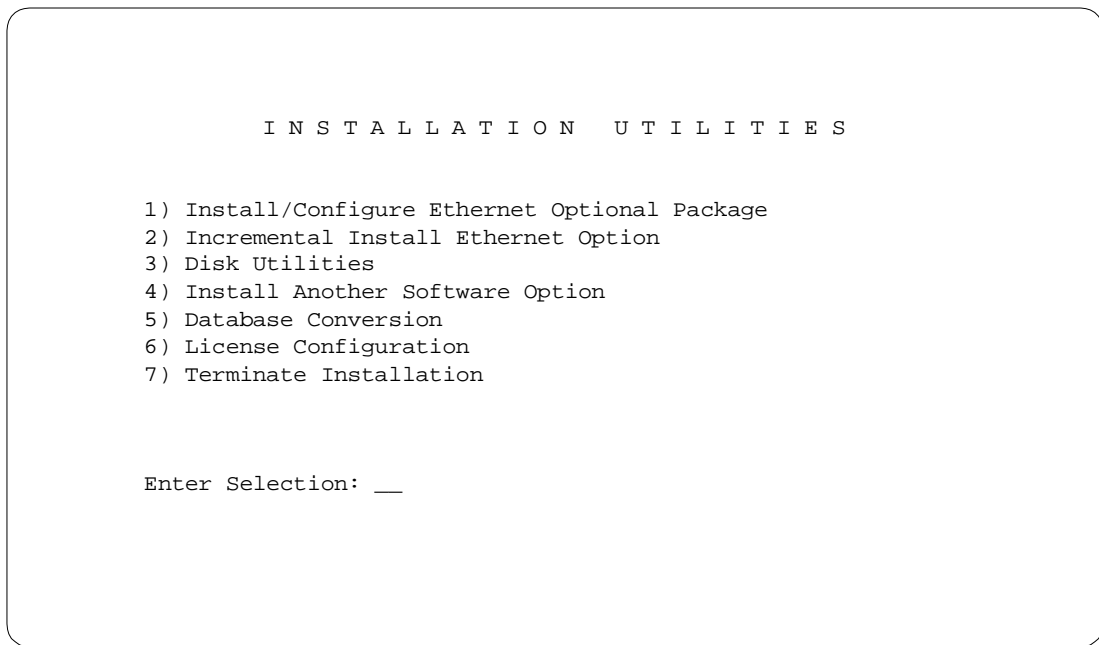 I N S T A L L A T I O N   U T I L I T I E S
1) Install/Configure Ethernet Optional Package
2) Incremental Install Ethernet Option
3) Disk Utilities
4) Install Another Software Option
5) Database Conversion
6) License Configuration
7) Terminate Installation
Enter Selection: __